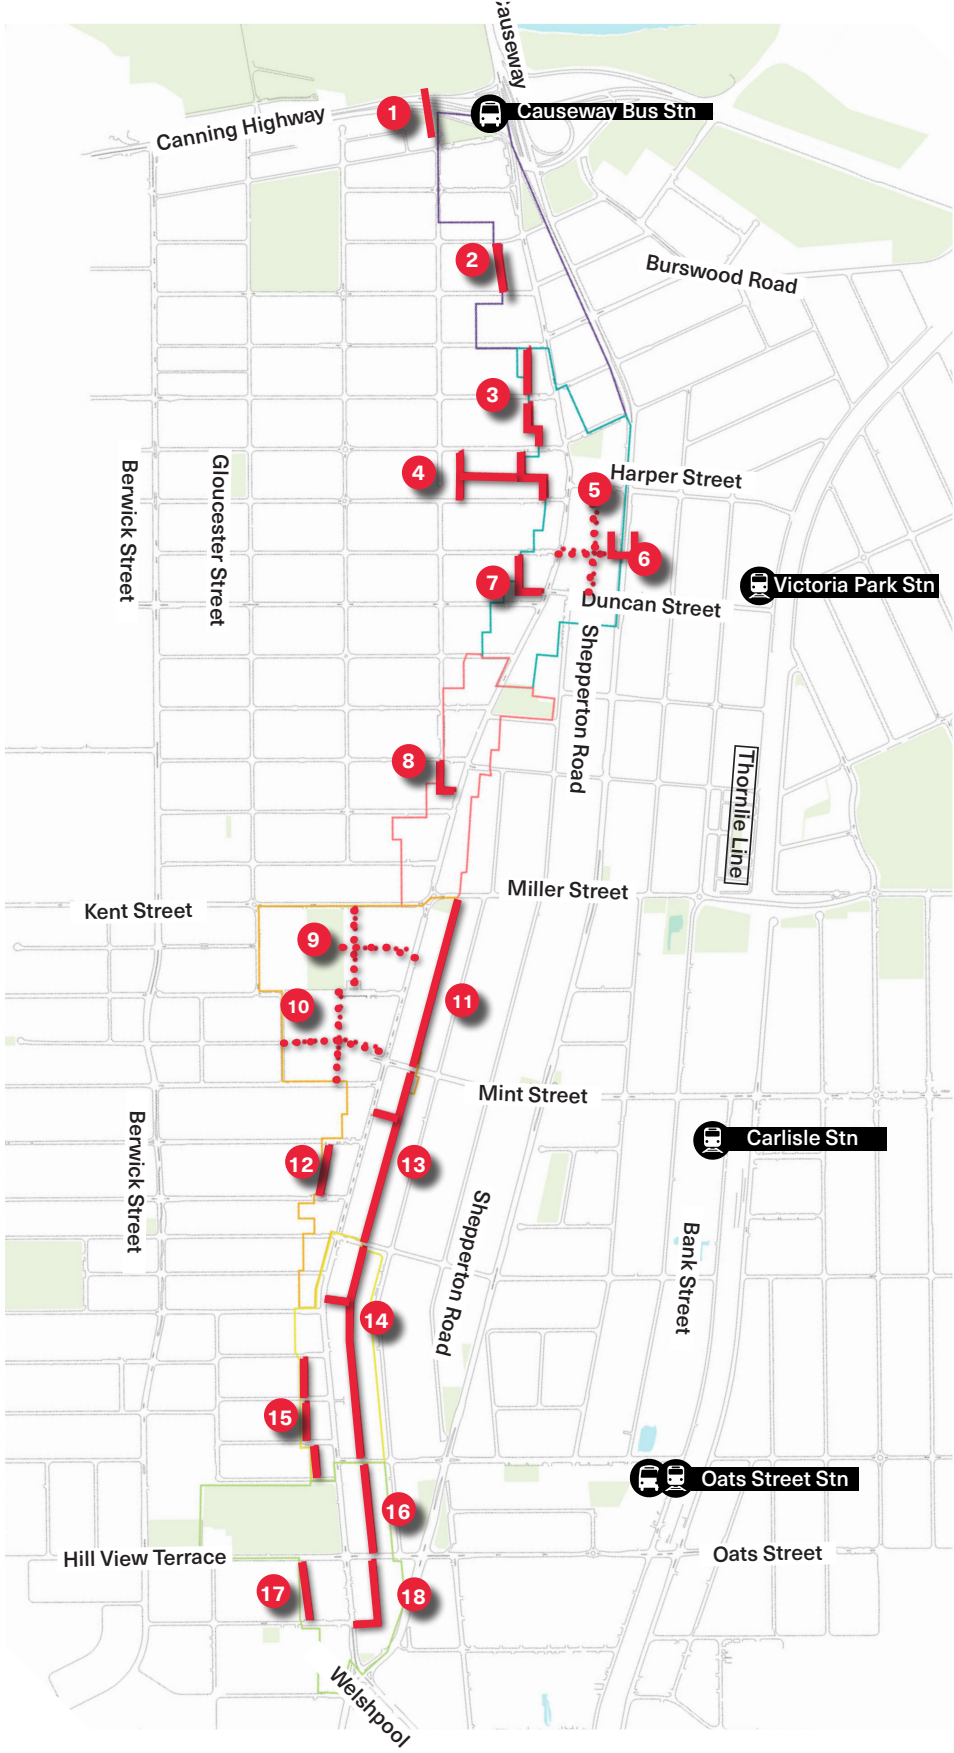 Causeway
1
Causeway Bus Stn
Canning Highway
2
Burswood Road
3
4
Harper Street
5
Berwick Street
Gloucester Street
6
7
Victoria Park Stn
Duncan Street
Shepperton Road
8
Thornlie Line
Miller Street
Kent Street
9
10
11
Mint Street
Berwick Street
Carlisle Stn
12
13
Shepperton Road
Bank Street
14
15
Oats Street Stn
16
Oats Street
Hill View Terrace
17
18
Welshpool